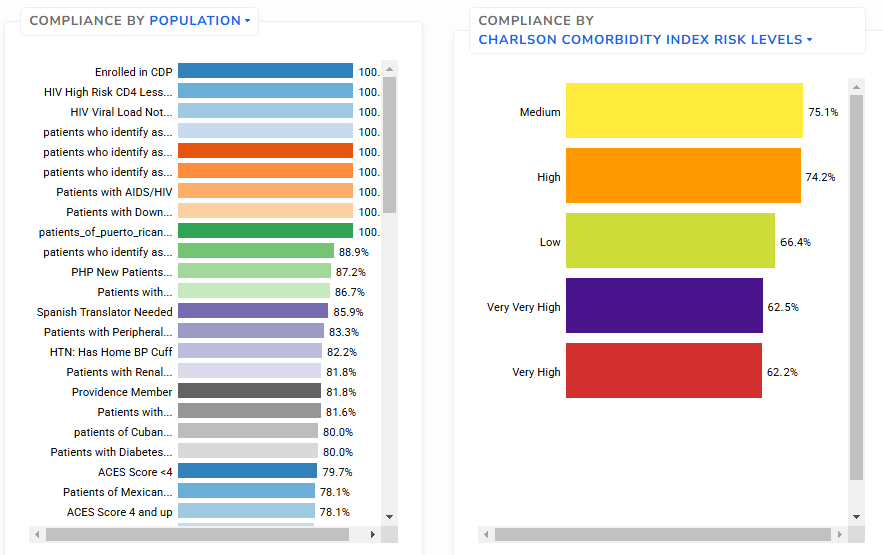 COMPLIANCE BY POPULATION
Enrolled in CDP 100.
HIV High Risk CD4 Less... 100.
HIV Viral Load Not... 100.
patients who identify as... 100.
patients who identify as... 100.
patients who identify as... 100.
Patients with AIDS/HIV 100.
Patients with Down... 100.
patients_of_puerto_rican... 100.
patients who identify as... 88.9%
PHP New Patients... 87.2%
Patients with... 86.7%
Spanish Translator Needed 85.9%
Patients with Peripheral... 83.3%
HTN: Has Home BP Cuff 82.2%
Patients with Renal... 81.8%
Providence Member 81.8%
Patients with... 81.6%
patients of Cuban... 80.0%
Patients with Diabetes... 80.0%
ACES Score <4 79.7%
Patients of Mexican... 78.1%
ACES Score 4 and up 78.1%
COMPLIANCE BY
CHARLSON COMORBIDITY INDEX RISK LEVELS
Medium 75.1%
High 74.2%
Low 66.4%
Very Very High 62.5%
Very High 62.2%